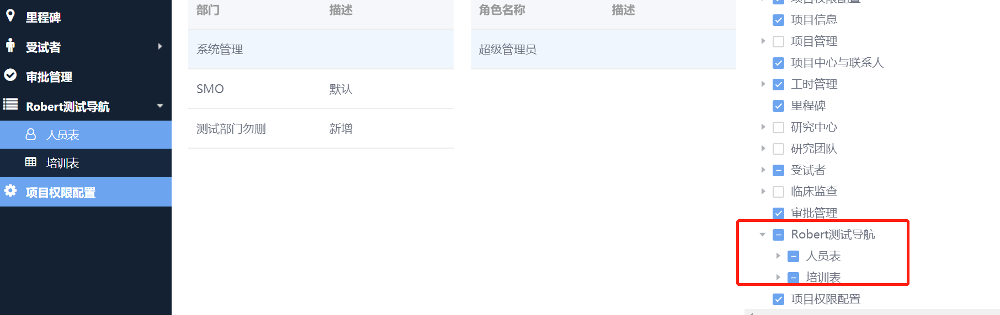 里程碑
受试者
审批管理
Robert测试导航
人员表
培训表
项目权限配置
部门 描述
系统管理
SMO 默认
测试部门勿删 新增
角色名称 描述
超级管理员
项目权限配置
项目信息
项目管理
项目中心与联系人
工时管理
里程碑
研究中心
研究团队
受试者
临床监查
审批管理
Robert测试导航
人员表
培训表
项目权限配置